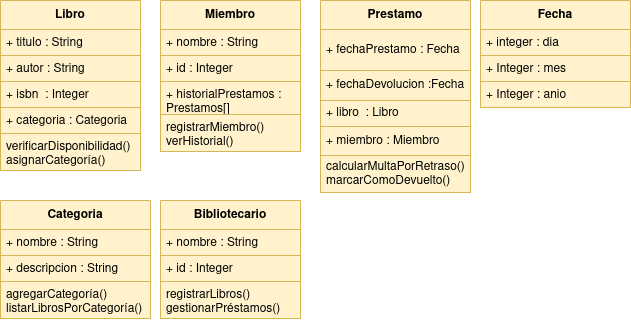 Libro
+ titulo : String
+ autor : String
+ isbn  : Integer
+ categoria : Categoria
verificarDisponibilidad()
asignarCategoría()
Miembro
+ nombre : String
+ id : Integer
+ historialPrestamos :
Prestamos[]
registrarMiembro()
verHistorial()
Prestamo
+ fechaPrestamo : Fecha
+ fechaDevolucion :Fecha
+ libro  : Libro
+ miembro : Miembro
calcularMultaPorRetraso()
marcarComoDevuelto()
Fecha
+ integer : dia
+ Integer : mes
+ Integer : anio
Categoria
+ nombre : String
+ descripcion : String
agregarCategoría()
listarLibrosPorCategoría()
Bibliotecario
+ nombre : String
+ id : Integer
registrarLibros()
gestionarPréstamos()